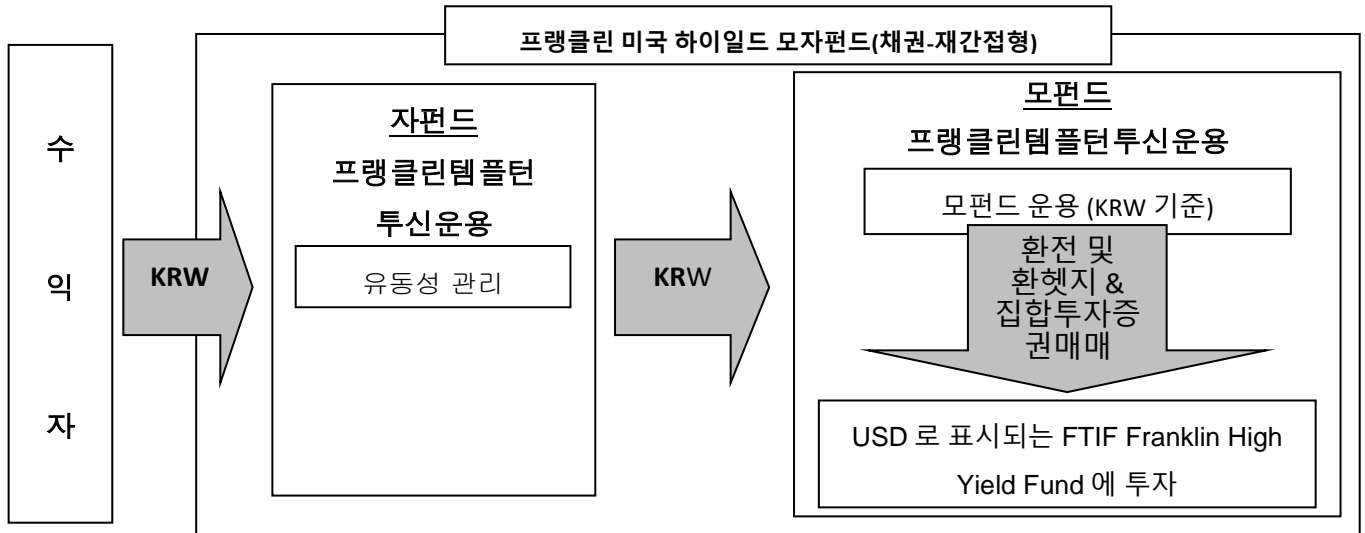 프랭클린 미국 하이일드 모자펀드(채권-재간접형)
수
익
자
KRW
자펀드
프랭클린템플턴
투신운용
유동성 관리
KRW
모펀드
프랭클린템플턴투신운용
모펀드 운용 (KRW 기준)
환전 및
환헷지 &
집합투자증
권매매
USD 로 표시되는 FTIF Franklin High
Yield Fund 에 투자